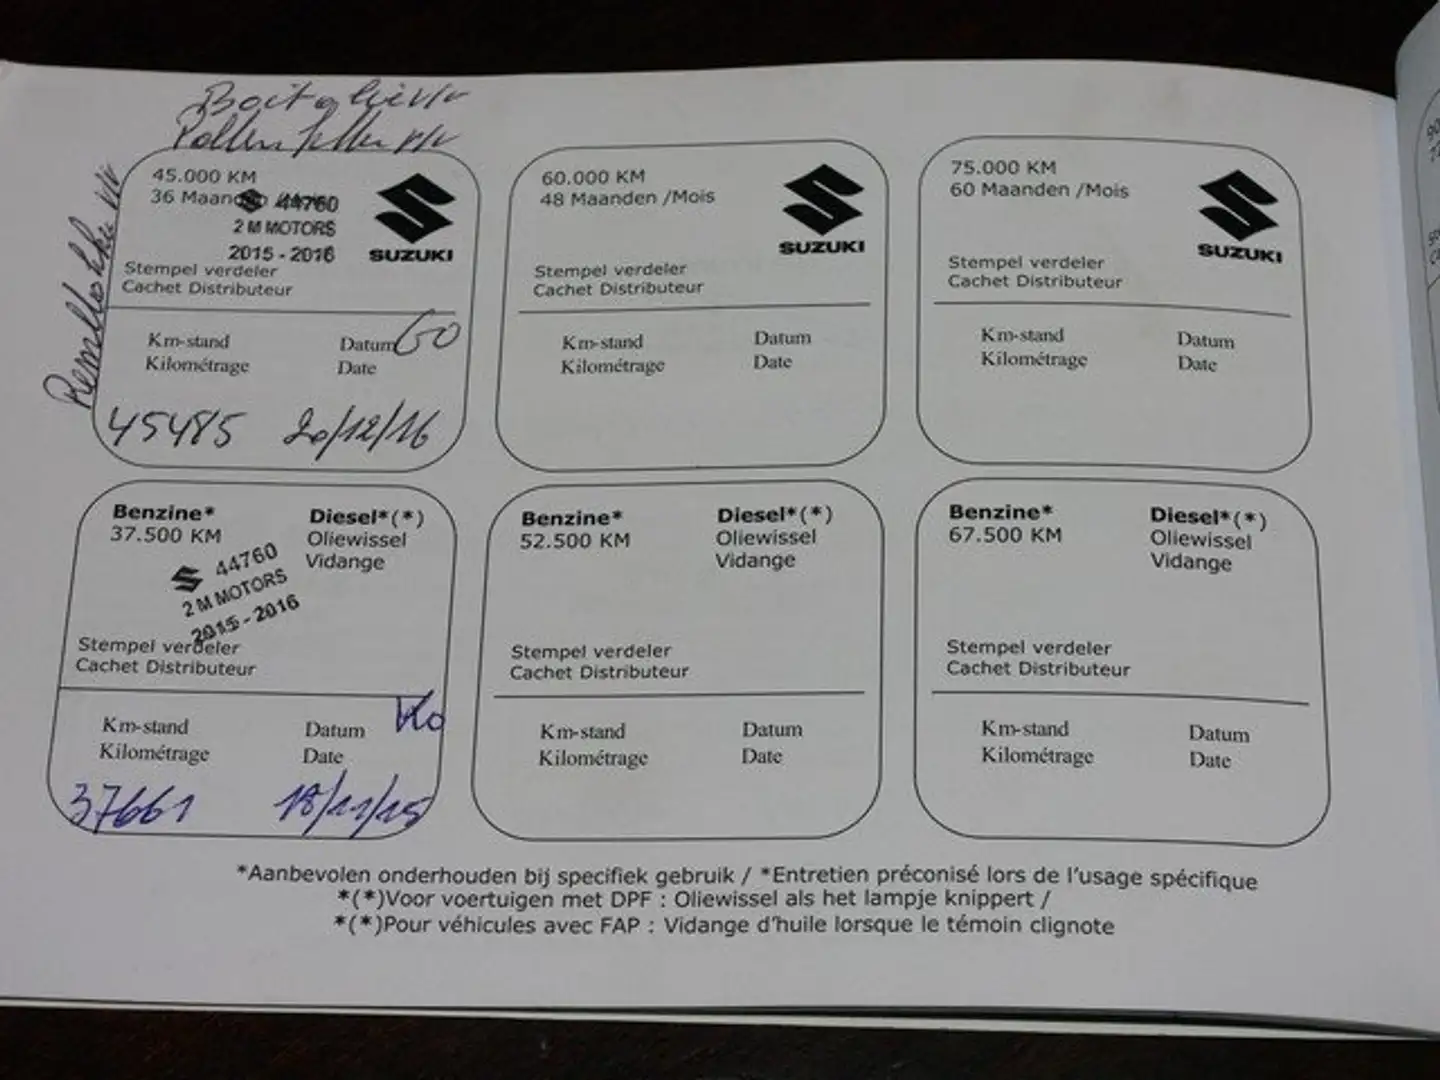 45.000 KM
36 Maanden /Mois
44760
2 M MOTORS
2015 - 2016
SUZUKI
Stempel verdeler
Cachet Distributeur
Km-stand Datum
Kilométrage Date
45485 20/12/16
60.000 KM
48 Maanden /Mois
SUZUKI
Stempel verdeler
Cachet Distributeur
Km-stand Datum
Kilométrage Date
75.000 KM
60 Maanden /Mois
SUZUKI
Stempel verdeler
Cachet Distributeur
Km-stand Datum
Kilométrage Date
Benzine* Diesel*(*)
37.500 KM Oliewissel
Vidange
44760
2 M MOTORS
2015 - 2016
Stempel verdeler
Cachet Distributeur
Km-stand Datum
Kilométrage Date
37661 18/11/15
Benzine* Diesel*(*)
52.500 KM Oliewissel
Vidange
Stempel verdeler
Cachet Distributeur
Km-stand Datum
Kilométrage Date
Benzine* Diesel*(*)
67.500 KM Oliewissel
Vidange
Stempel verdeler
Cachet Distributeur
Km-stand Datum
Kilométrage Date
*Aanbevolen onderhouden bij specifiek gebruik / *Entretien préconisé lors de l'usage spécifique
*(*)Voor voertuigen met DPF : Oliewissel als het lampje knippert /
*(*)Pour véhicules avec FAP : Vidange d'huile lorsque le témoin clignote